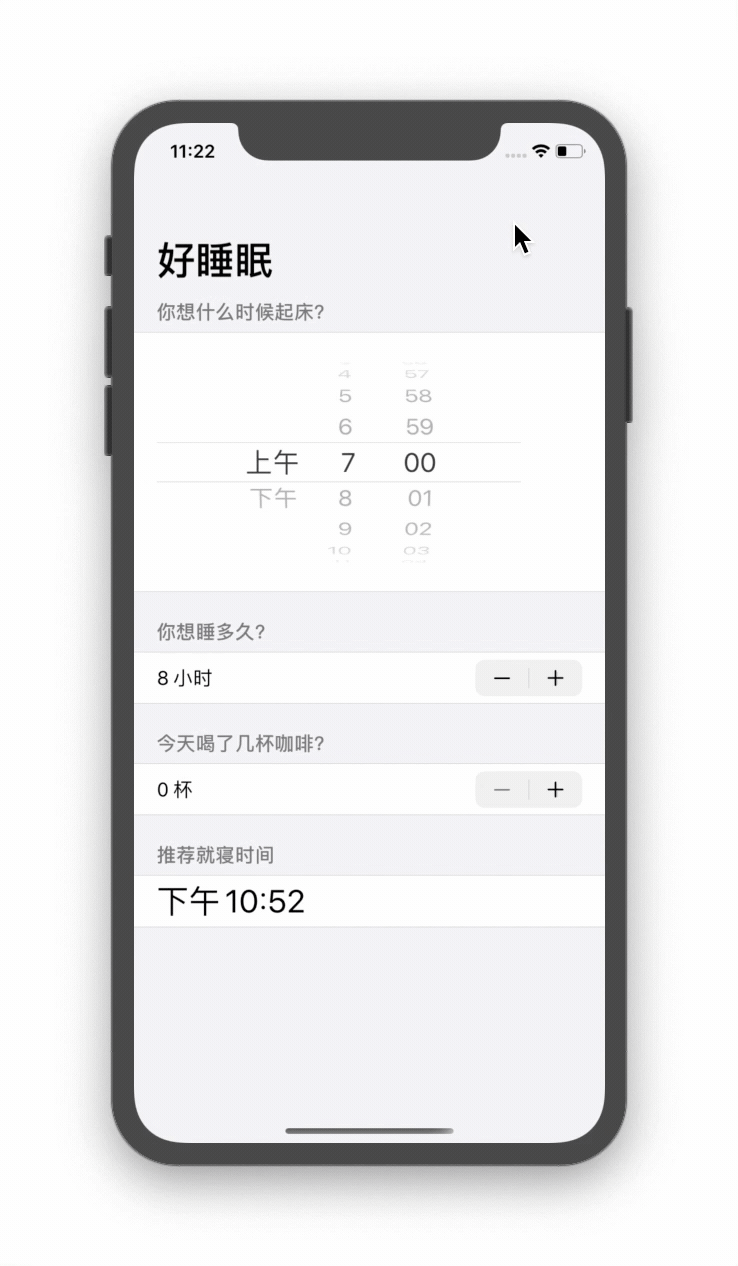 11:22
好睡眠
你想什么时候起床?
4 57
5 58
6 59
上午 7 00
下午 8 01
9 02
10 03
你想睡多久?
8 小时
今天喝了几杯咖啡?
0 杯
推荐就寝时间
下午 10:52